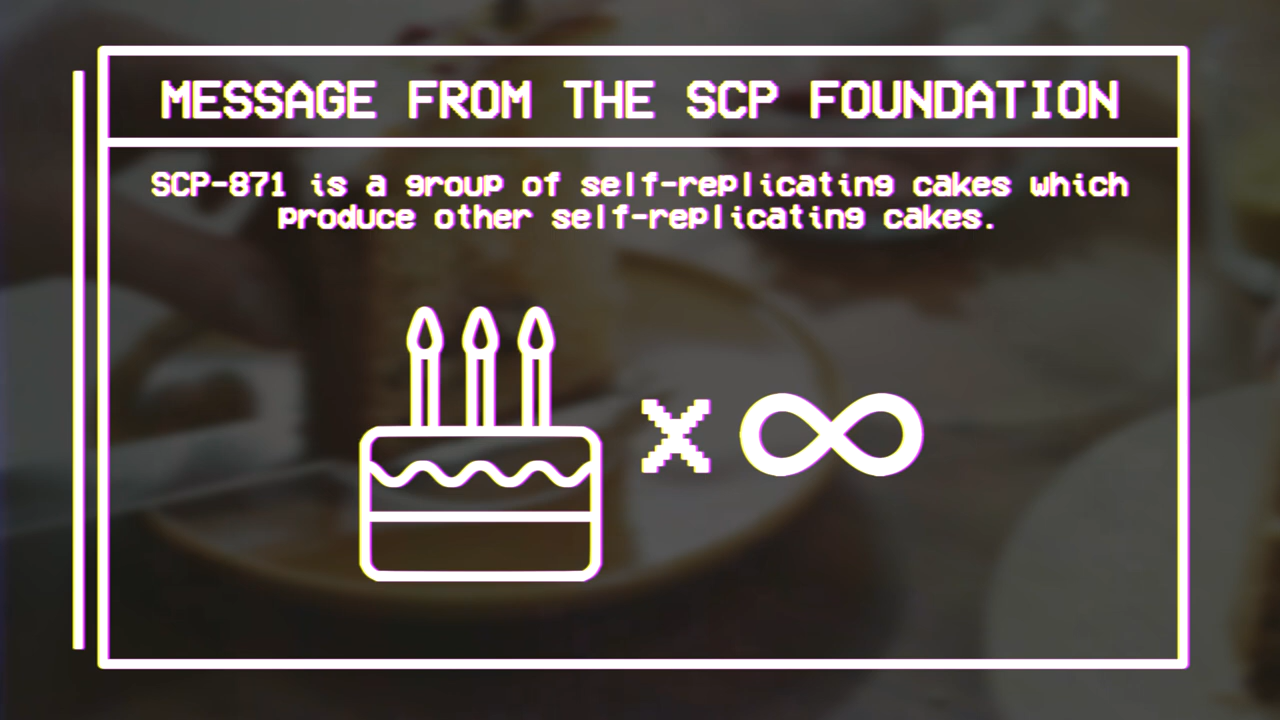 MESSAGE FROM THE SCP FOUNDATION
SCP-871 is a group of self-replicating cakes which
produce other self-replicating cakes.
x ∞